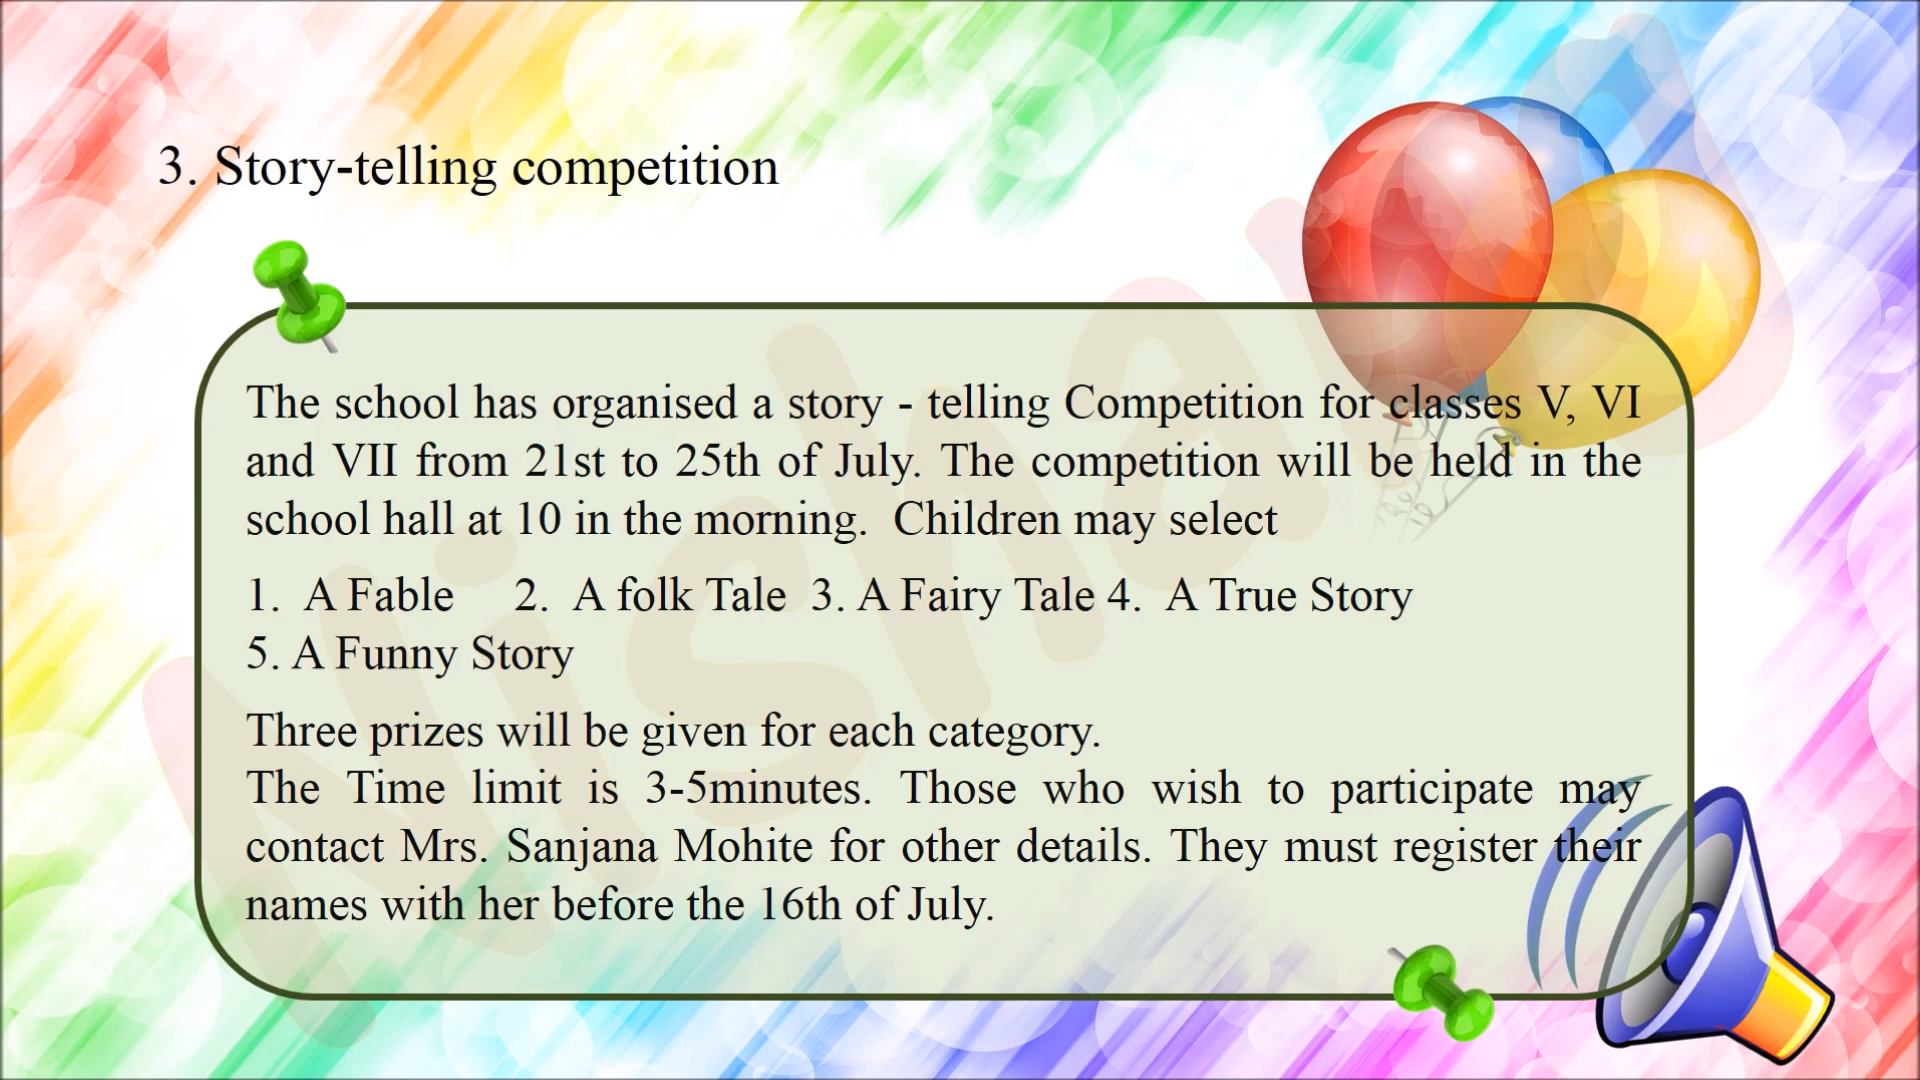 3. Story-telling competition
The school has organised a story - telling Competition for classes V, VI
and VII from 21st to 25th of July. The competition will be held in the
school hall at 10 in the morning.  Children may select
1.  A Fable     2.  A folk Tale  3. A Fairy Tale 4.  A True Story
5. A Funny Story
Three prizes will be given for each category.
The Time limit is 3-5minutes. Those who wish to participate may
contact Mrs. Sanjana Mohite for other details. They must register their
names with her before the 16th of July.